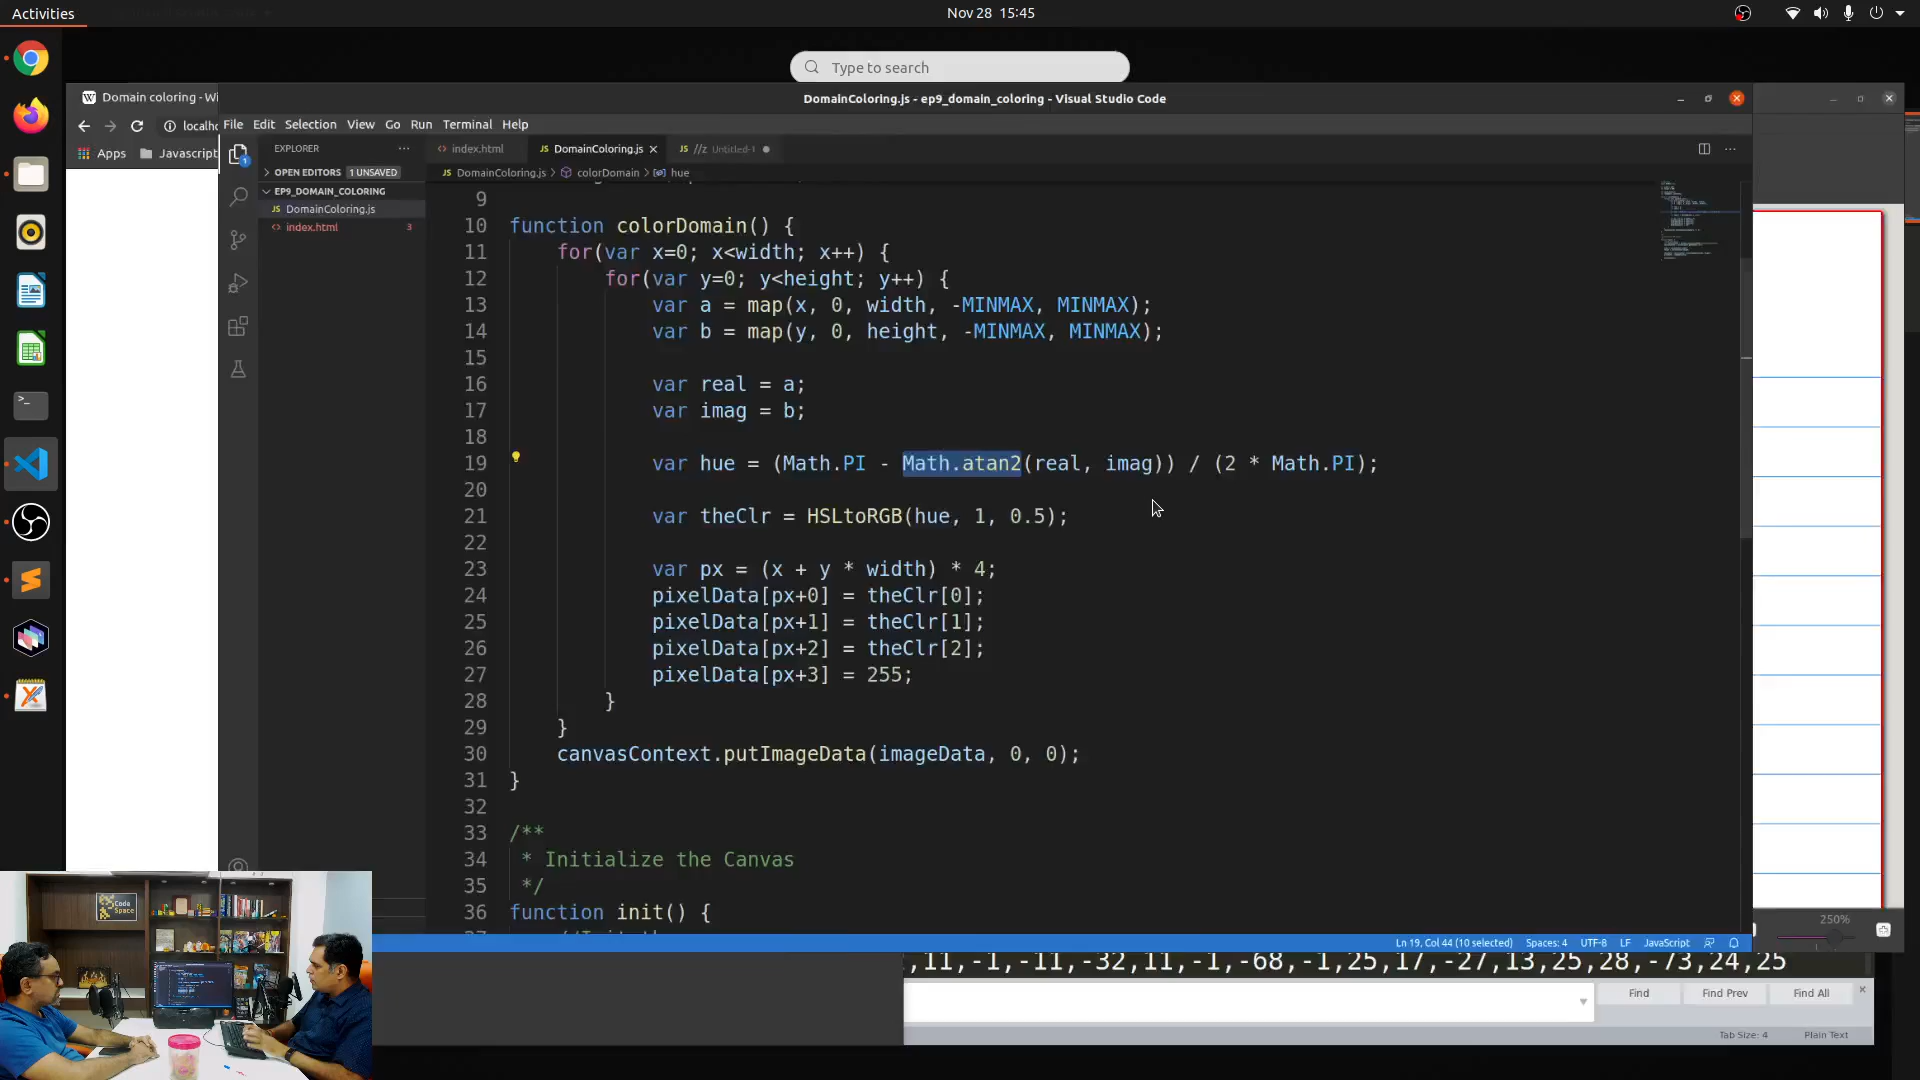 Activities
Nov 28 15:45
Type to search
Domain coloring - Wi
DomainColoring.js - ep9_domain_coloring - Visual Studio Code
localh
File Edit Selection View Go Run Terminal Help
Apps Javascript
EXPLORER
index.html
DomainColoring.js
//z Untitled-1
OPEN EDITORS 1 UNSAVED
DomainColoring.js > colorDomain > hue
EP9_DOMAIN_COLORING
DomainColoring.js
index.html 3
9
10 function colorDomain() {
11 for(var x=0; x<width; x++) {
12 for(var y=0; y<height; y++) {
13 var a = map(x, 0, width, -MINMAX, MINMAX);
14 var b = map(y, 0, height, -MINMAX, MINMAX);
15
16 var real = a;
17 var imag = b;
18
19 var hue = (Math.PI - Math.atan2(real, imag)) / (2 * Math.PI);
20
21 var theClr = HSLtoRGB(hue, 1, 0.5);
22
23 var px = (x + y * width) * 4;
24 pixelData[px+0] = theClr[0];
25 pixelData[px+1] = theClr[1];
26 pixelData[px+2] = theClr[2];
27 pixelData[px+3] = 255;
28 }
29 }
30 canvasContext.putImageData(imageData, 0, 0);
31 }
32
33 /**
34 * Initialize the Canvas
35 */
36 function init() {
250%
Code Space
Ln 19, Col 44 (10 selected) Spaces: 4 UTF-8 LF JavaScript
,11,-1,-11,-32,11,-1,-68,-1,25,17,-27,13,25,28,-73,24,25
Find Find Prev Find All
Tab Size: 4 Plain Text